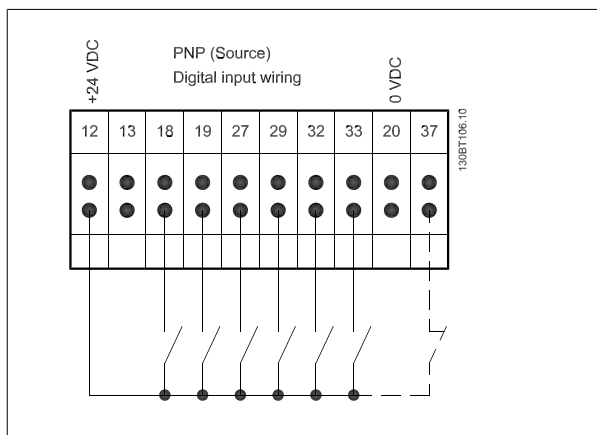 +24 VDC
PNP (Source)
Digital input wiring
0 VDC
12 13 18 19 27 29 32 33 20 37
130BT106.10